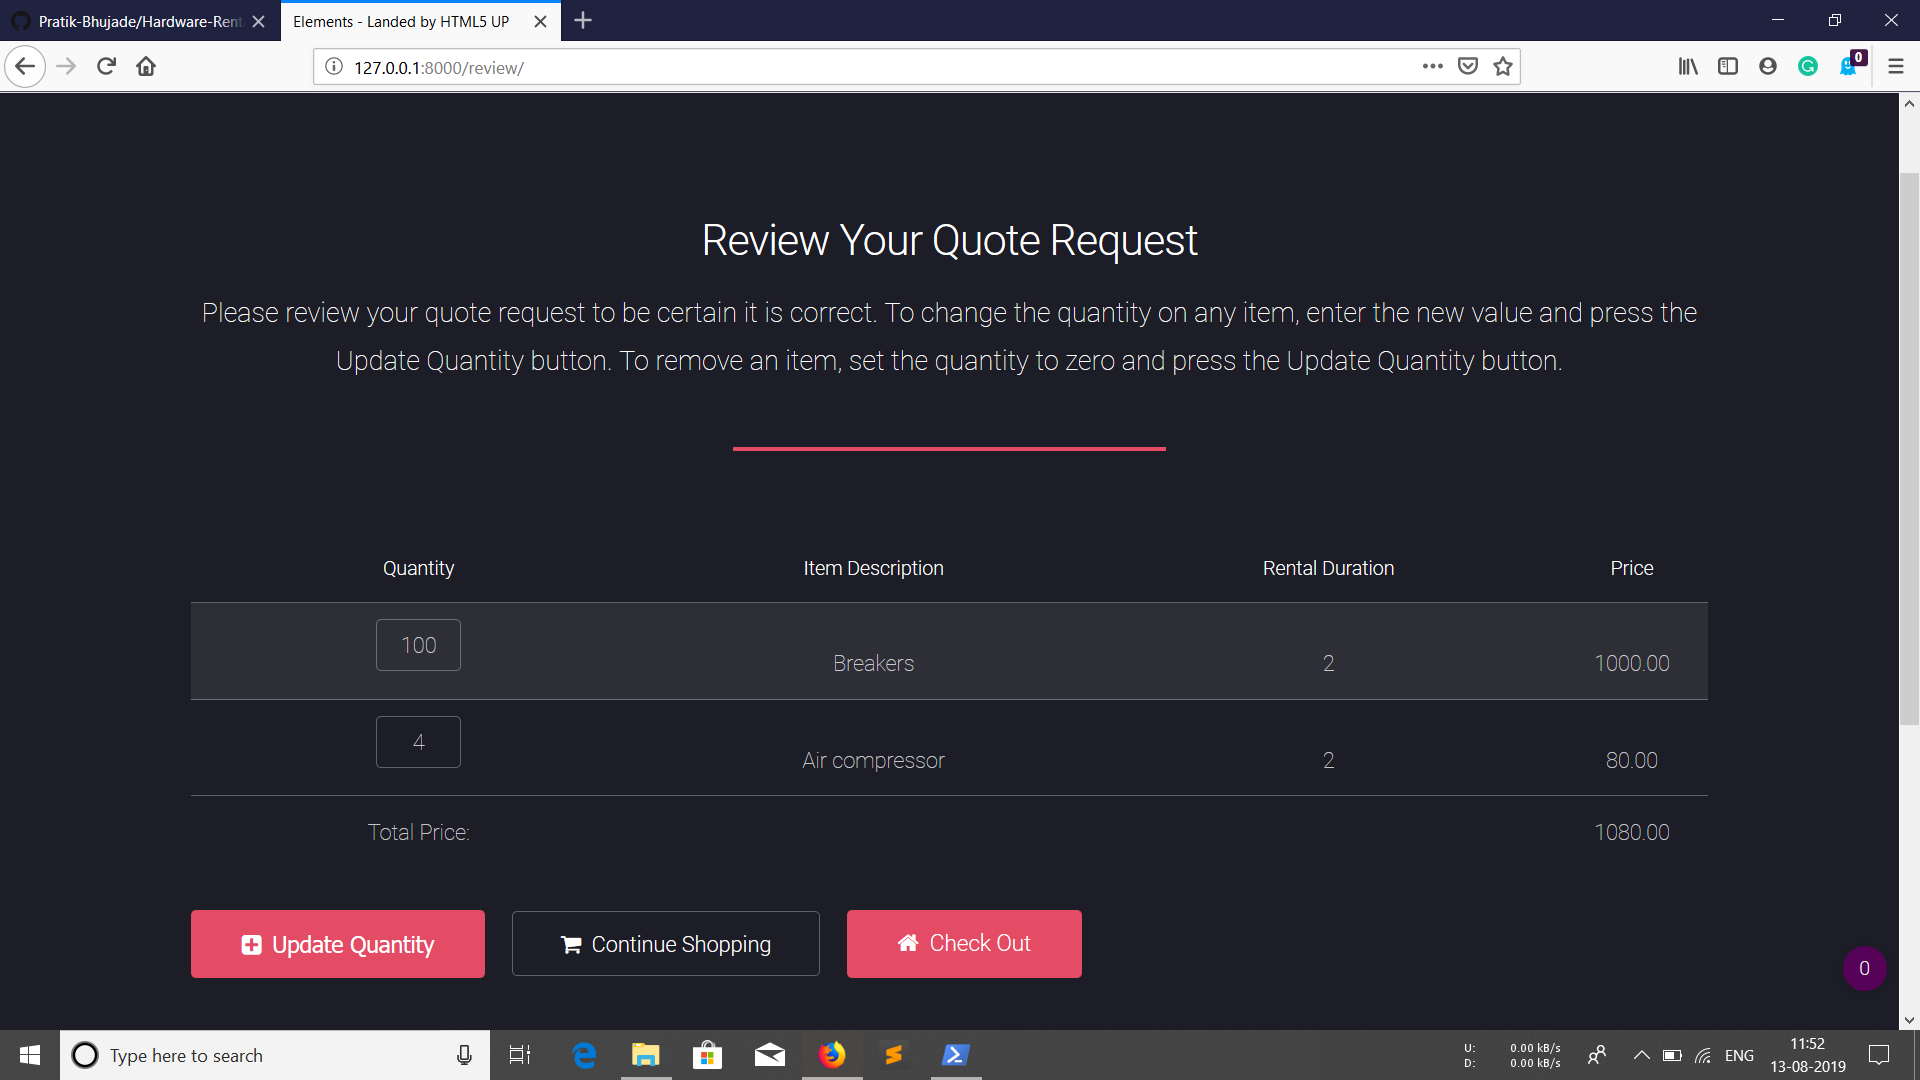 Pratik-Bhujade/Hardware-Rent
Elements - Landed by HTML5 UP
127.0.0.1:8000/review/
0
Review Your Quote Request
Please review your quote request to be certain it is correct. To change the quantity on any item, enter the new value and press the
Update Quantity button. To remove an item, set the quantity to zero and press the Update Quantity button.
Quantity Item Description Rental Duration Price
100 Breakers 2 1000.00
4 Air compressor 2 80.00
Total Price: 1080.00
Update Quantity Continue Shopping Check Out
0
Type here to search
U: 0.00 kB/s
D: 0.00 kB/s
ENG
11:52
13-08-2019